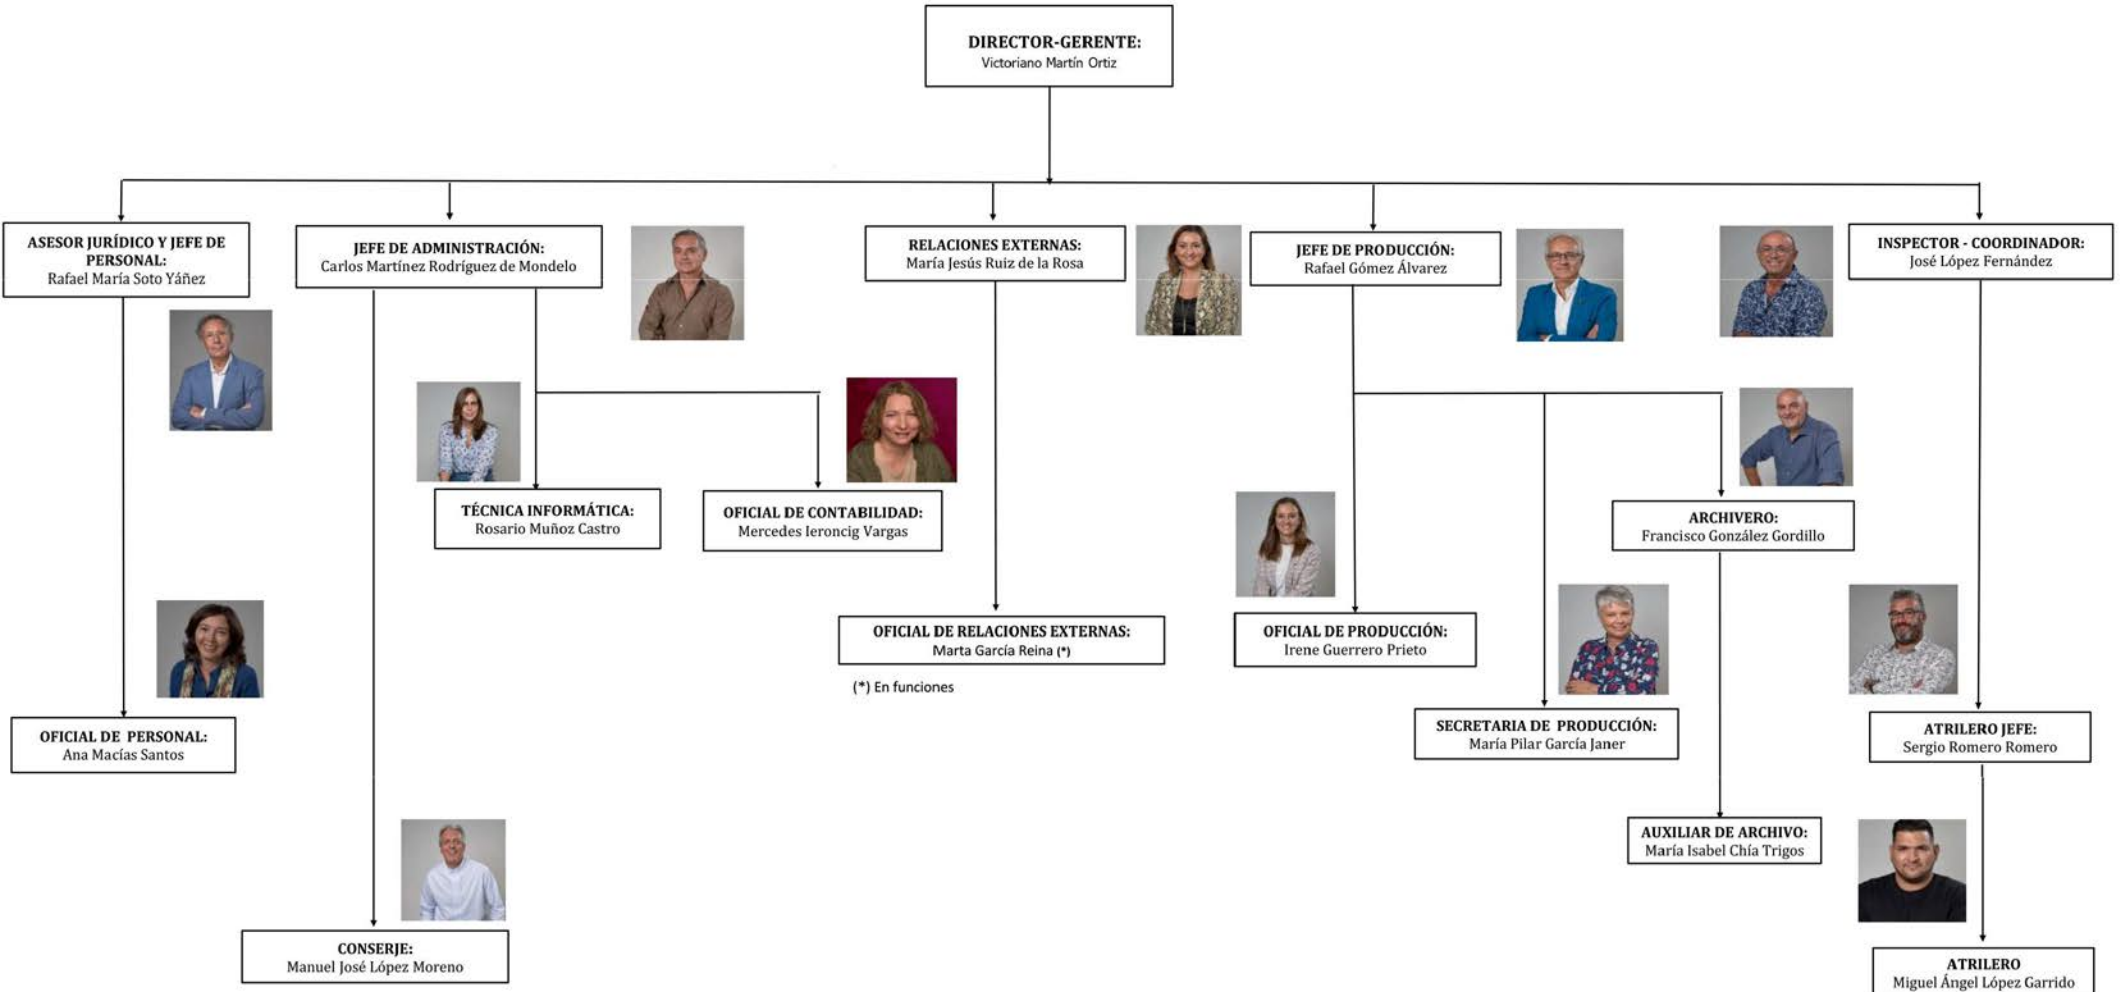 DIRECTOR-GERENTE:
Victoriano Martín Ortiz
ASESOR JURÍDICO Y JEFE DE
PERSONAL:
Rafael María Soto Yáñez
JEFE DE ADMINISTRACIÓN:
Carlos Martínez Rodríguez de Mondelo
RELACIONES EXTERNAS:
María Jesús Ruiz de la Rosa
JEFE DE PRODUCCIÓN:
Rafael Gómez Álvarez
INSPECTOR - COORDINADOR:
José López Fernández
TÉCNICA INFORMÁTICA:
Rosario Muñoz Castro
OFICIAL DE CONTABILIDAD:
Mercedes Ieroncig Vargas
ARCHIVERO:
Francisco González Gordillo
OFICIAL DE RELACIONES EXTERNAS:
Marta García Reina (*)
(*) En funciones
OFICIAL DE PRODUCCIÓN:
Irene Guerrero Prieto
SECRETARIA DE PRODUCCIÓN:
María Pilar García Janer
ATRILERO JEFE:
Sergio Romero Romero
OFICIAL DE PERSONAL:
Ana Macías Santos
AUXILIAR DE ARCHIVO:
María Isabel Chía Trigos
CONSERJE:
Manuel José López Moreno
ATRILERO
Miguel Ángel López Garrido